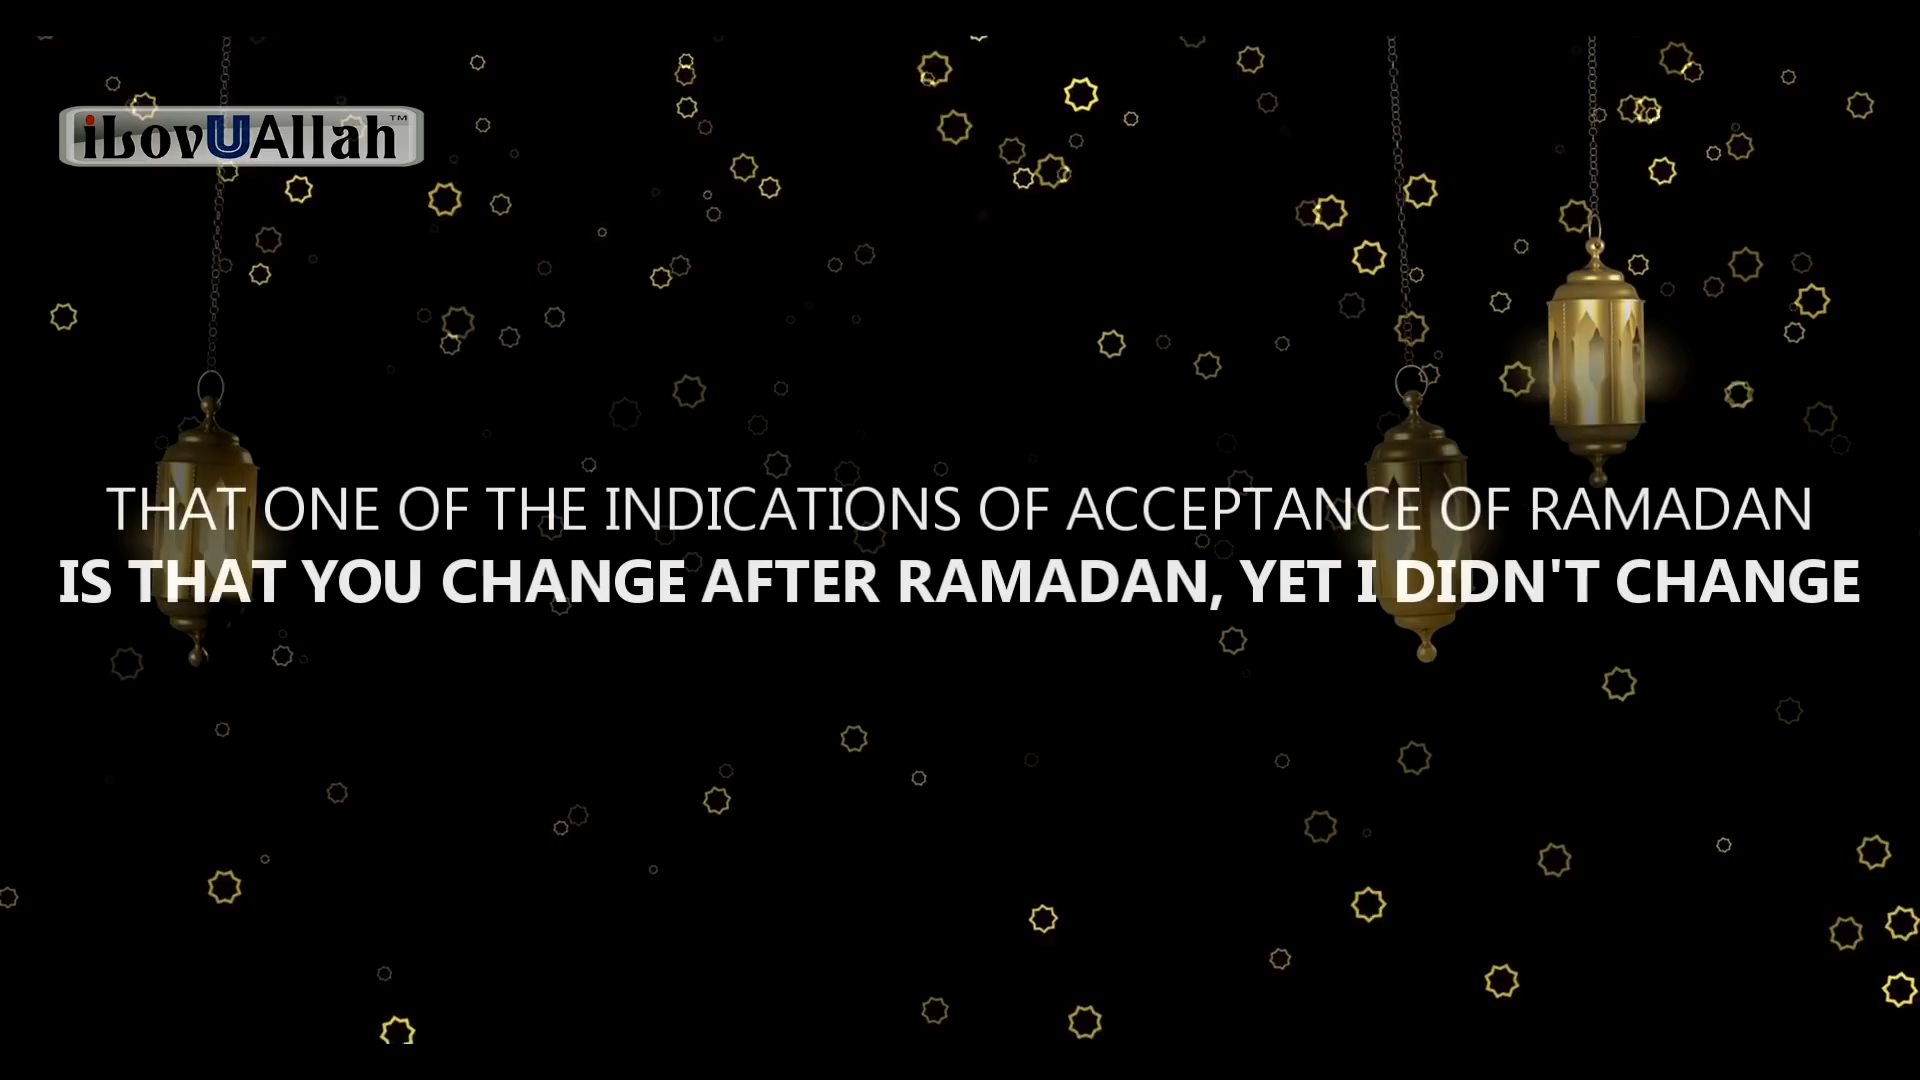 iLovUAllah™
THAT ONE OF THE INDICATIONS OF ACCEPTANCE OF RAMADAN
IS THAT YOU CHANGE AFTER RAMADAN, YET I DIDN'T CHANGE